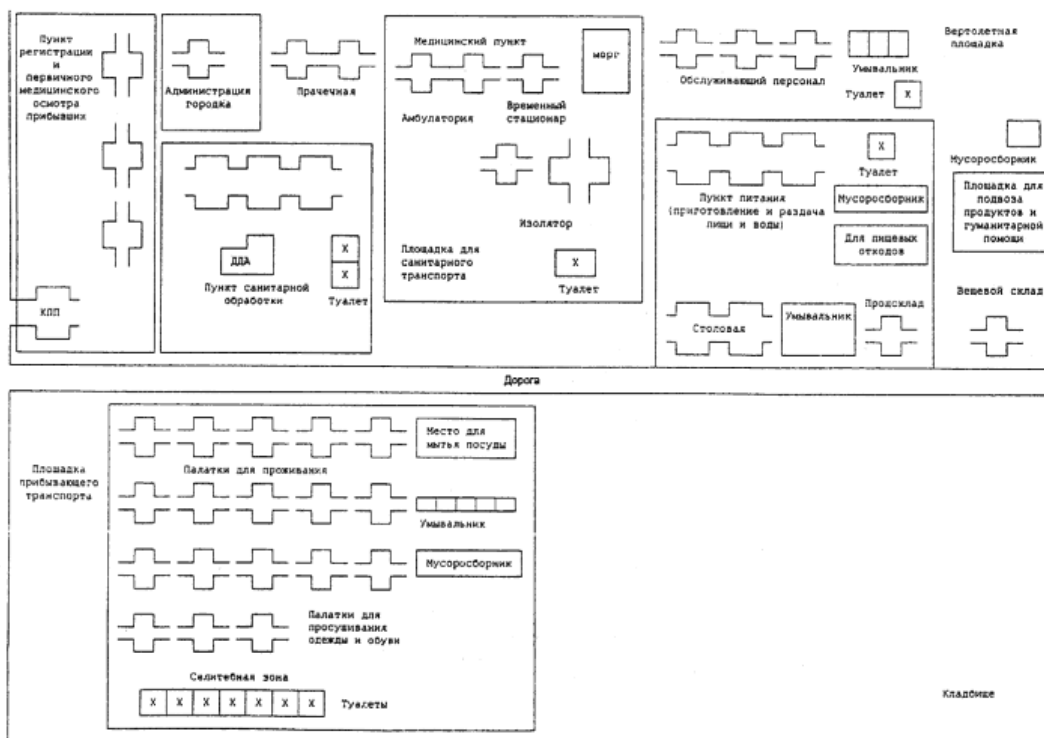 Пункт
регистрации
и
первичного
медицинского
осмотра
прибывших
КПП
Администрация
городка
Прачечная
ДДА
Пункт санитарной
обработки
X
X
Туалет
Медицинский пункт
морг
Амбулатория
Временный
стационар
Изолятор
Площадка для
санитарного
транспорта
X
Туалет
Обслуживающий персонал
Умывальник
Туалет
X
Вертолетная
площадка
Мусоросборник
Площадка для
подвоза
продуктов и
гуманитарной
помощи
Вещевой склад
X
Туалет
Пункт питания
(приготовление и раздача
пищи и воды)
Мусоросборник
Для пищевых
отходов
Столовая
Умывальник
Продсклад
Дорога
Площадка
прибывающего
транспорта
Место для
мытья посуды
Палатки для проживания
Умывальник
Мусоросборник
Палатки для
просушивания
одежды и обуви
Селитебная зона
X X X X X X X
Туалеты
Кладбище